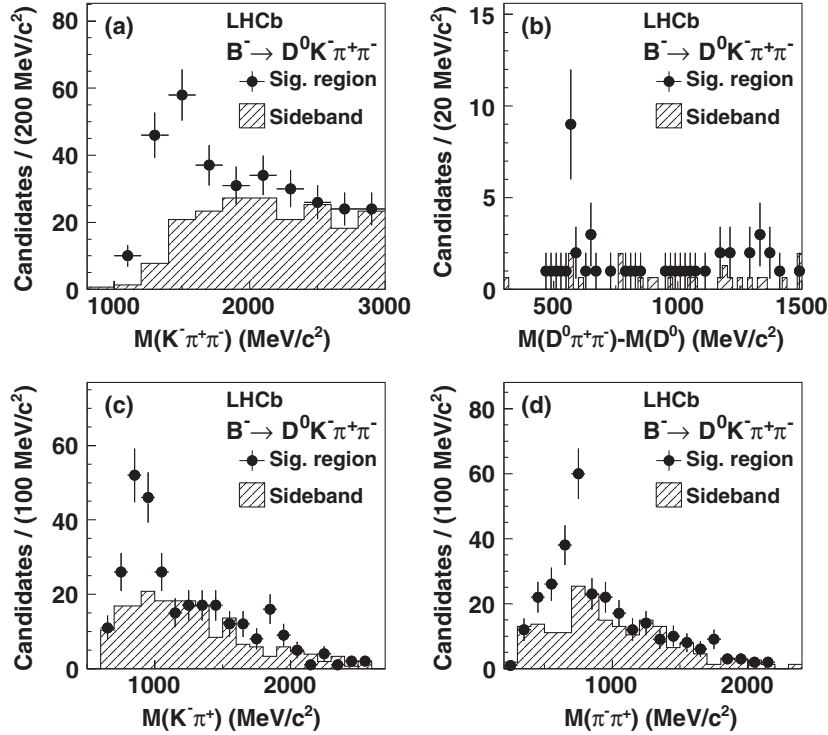 (a)
LHCb
B⁻→ D⁰K⁻π⁺π⁻
Sig. region
Sideband
Candidates / (200 MeV/c²)
80
60
40
20
0
1000
2000
3000
M(K⁻π⁺π⁻) (MeV/c²)
(b)
LHCb
B⁻→ D⁰K⁻π⁺π⁻
Sig. region
Sideband
Candidates / (20 MeV/c²)
15
10
5
0
500
1000
1500
M(D⁰π⁺π⁻)-M(D⁰) (MeV/c²)
(c)
LHCb
B⁻→ D⁰K⁻π⁺π⁻
Sig. region
Sideband
Candidates / (100 MeV/c²)
60
40
20
0
1000
2000
M(K⁻π⁺) (MeV/c²)
(d)
LHCb
B⁻→ D⁰K⁻π⁺π⁻
Sig. region
Sideband
Candidates / (100 MeV/c²)
80
60
40
20
0
1000
2000
M(π⁻π⁺) (MeV/c²)